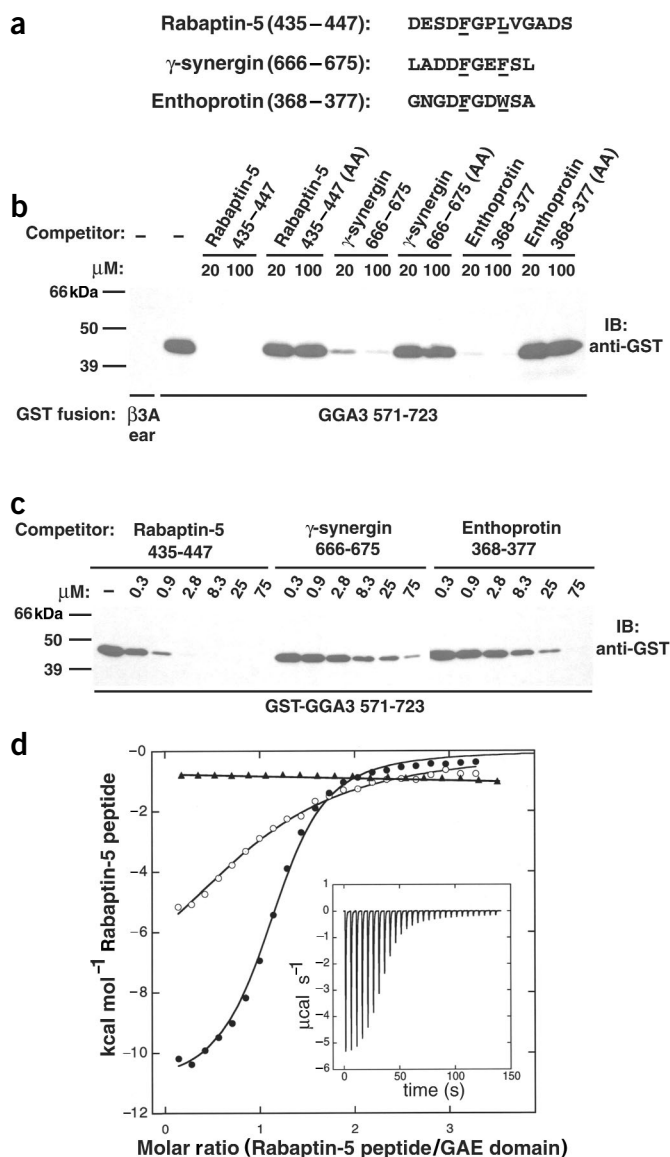 a
Rabaptin-5 (435–447): DESDFGPLVGADS
γ-synergin (666–675): LADDFGEFSL
Enthoprotin (368–377): GNGDFGDWSA
b
Competitor: – – Rabaptin-5 435–447 Rabaptin-5 435–447 (AA) γ-synergin 666–675 γ-synergin 666–675 (AA) Enthoprotin 368–377 Enthoprotin 368–377 (AA)
μM: 20 100 20 100 20 100 20 100 20 100 20 100
66 kDa
50
39
IB:
anti-GST
GST fusion: β3A ear GGA3 571-723
c
Competitor: Rabaptin-5 435-447 γ-synergin 666-675 Enthoprotin 368-377
μM: – 0.3 0.9 2.8 8.3 25 75 0.3 0.9 2.8 8.3 25 75 0.3 0.9 2.8 8.3 25 75
66 kDa
50
39
IB:
anti-GST
GST-GGA3 571-723
d
kcal mol⁻¹ Rabaptin-5 peptide
–0
–2
–4
–6
–8
–10
–12
0 1 2 3
Molar ratio (Rabaptin-5 peptide/GAE domain)
μcal s⁻¹
1
0
–1
–2
–3
–4
–5
–6
0 50 100 150
time (s)